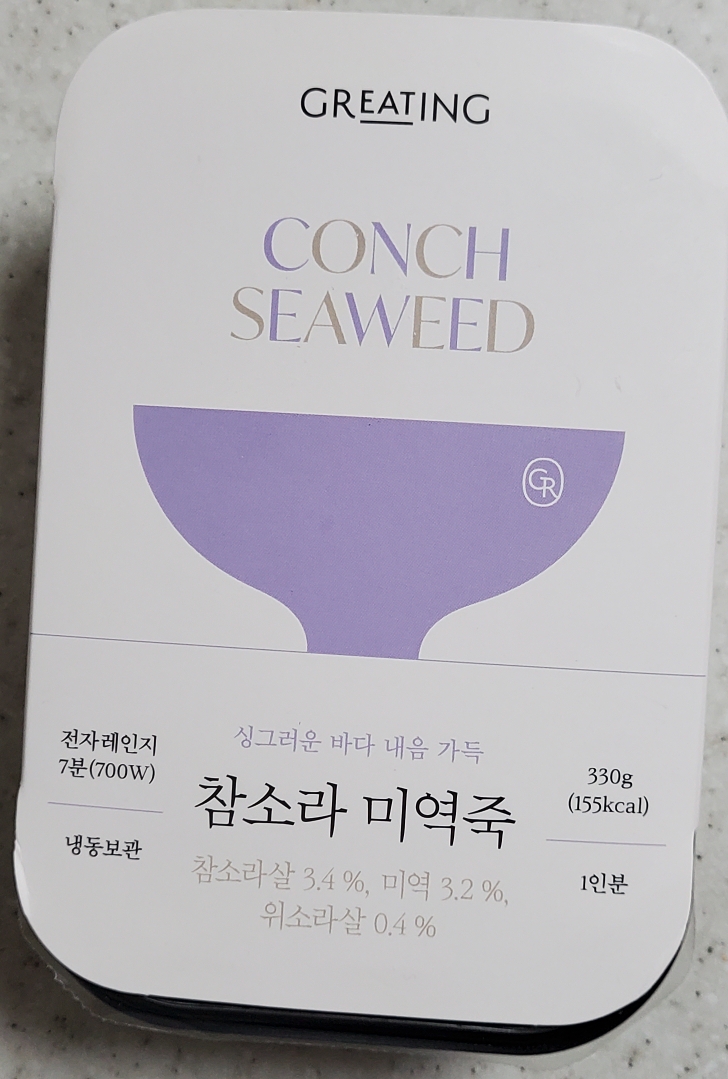 GREATING
CONCH
SEAWEED
GR
싱그러운 바다 내음 가득
참소라 미역죽
참소라살 3.4 %, 미역 3.2 %,
위소라살 0.4 %
전자레인지
7분(700W)
냉동보관
330g
(155kcal)
1인분